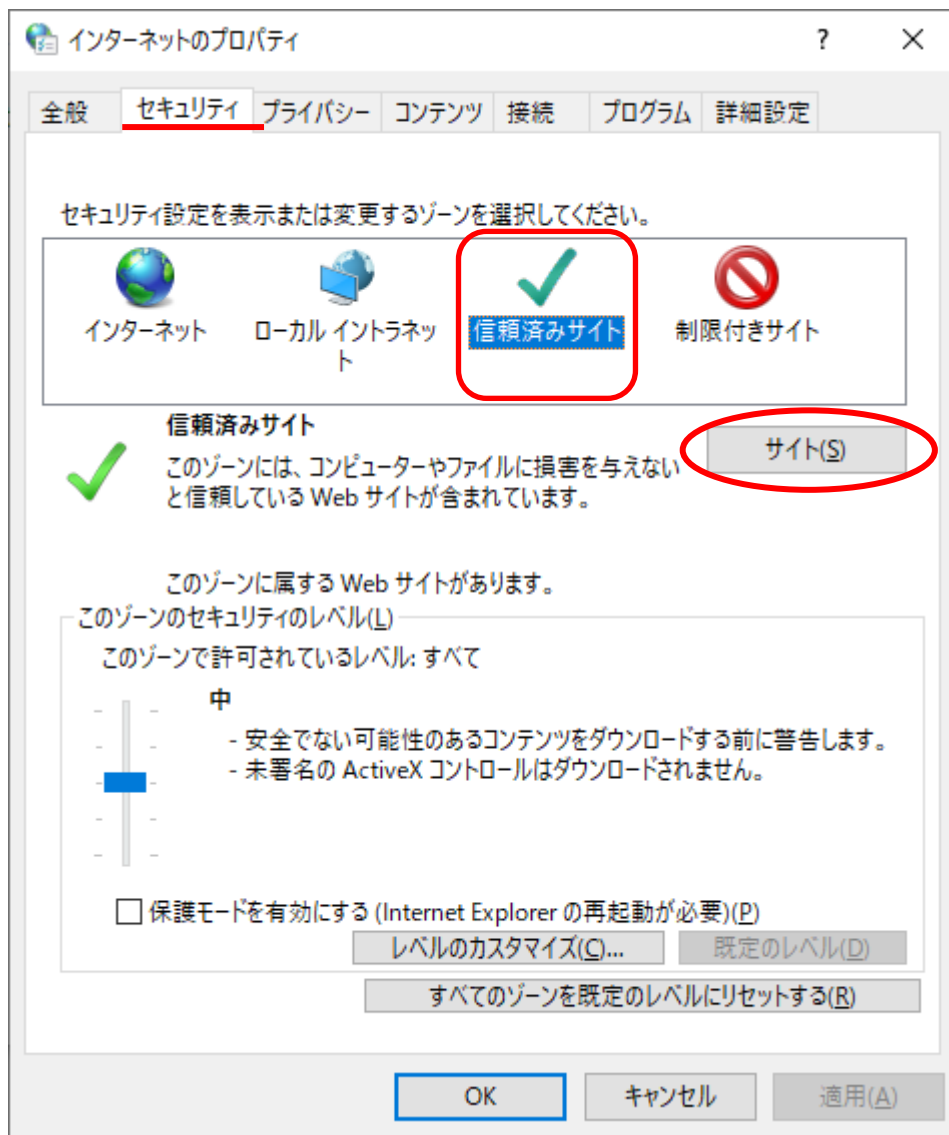 インターネットのプロパティ ?
全般 セキュリティ プライバシー コンテンツ 接続 プログラム 詳細設定
セキュリティ設定を表示または変更するゾーンを選択してください。
インターネット
ローカル イントラネッ
ト
信頼済みサイト
制限付きサイト
信頼済みサイト
サイト(S)
このゾーンには、コンピューターやファイルに損害を与えない
と信頼している Web サイトが含まれています。
このゾーンに属する Web サイトがあります。
このゾーンのセキュリティのレベル(L)
このゾーンで許可されているレベル: すべて
中
- 安全でない可能性のあるコンテンツをダウンロードする前に警告します。
- 未署名の ActiveX コントロールはダウンロードされません。
保護モードを有効にする (Internet Explorer の再起動が必要)(P)
レベルのカスタマイズ(C)... 既定のレベル(D)
すべてのゾーンを既定のレベルにリセットする(R)
OK キャンセル 適用(A)